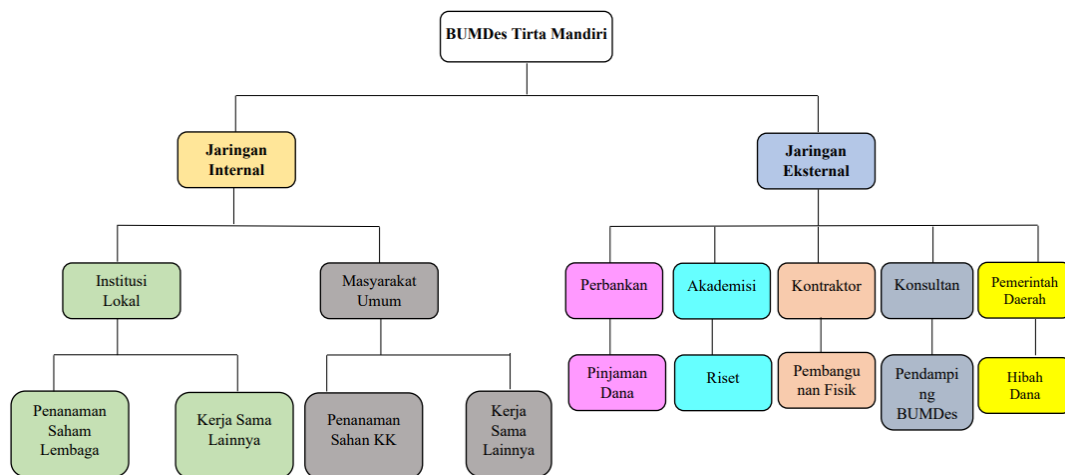 BUMDes Tirta Mandiri
Jaringan
Internal
Jaringan
Eksternal
Institusi
Lokal
Masyarakat
Umum
Perbankan
Akademisi
Kontraktor
Konsultan
Pemerintah
Daerah
Penanaman
Saham
Lembaga
Kerja Sama
Lainnya
Penanaman
Sahan KK
Kerja
Sama
Lainnya
Pinjaman
Dana
Riset
Pembangu
nan Fisik
Pendampi
ng
BUMDes
Hibah
Dana